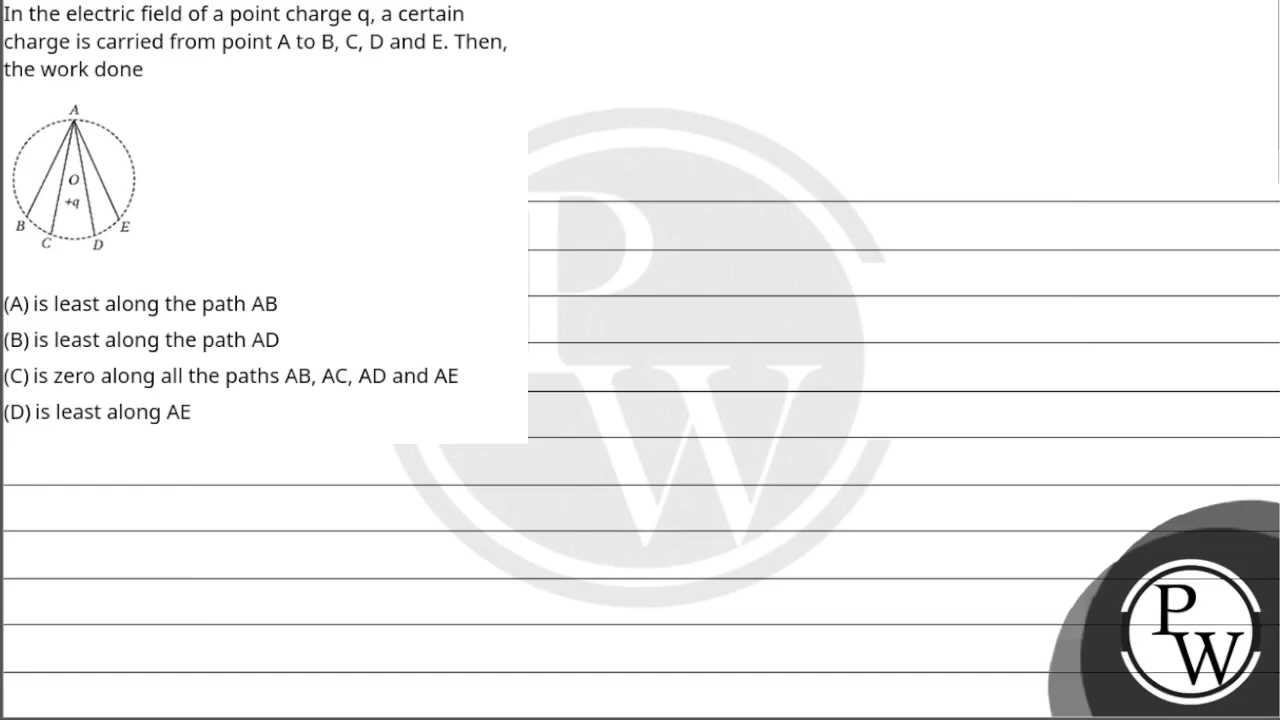 In the electric field of a point charge q, a certain
charge is carried from point A to B, C, D and E. Then,
the work done
A
O
+q
B
E
C
D
(A) is least along the path AB
(B) is least along the path AD
(C) is zero along all the paths AB, AC, AD and AE
(D) is least along AE
P
W
P
W